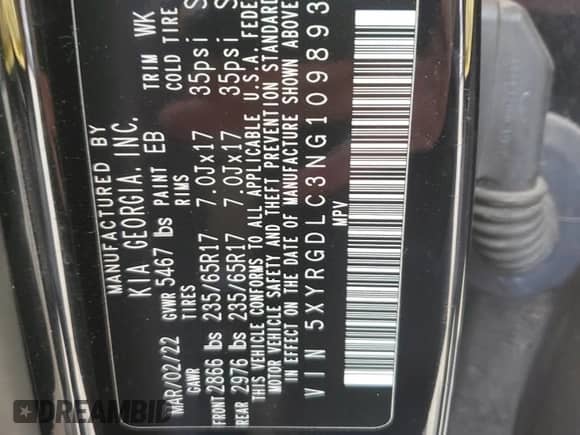 MANUFACTURED BY
KIA GEORGIA, INC.
MAR/02/22 GVWR 5467 lbs PAINT EB TRIM WK
GAWR TIRES RIMS COLD TIRE
FRONT 2866 lbs 235/65R17 7.0Jx17 35psi S
REAR 2976 lbs 235/65R17 7.0Jx17 35psi S
THIS VEHICLE CONFORMS TO ALL APPLICABLE U.S.A. FEDE
MOTOR VEHICLE SAFETY AND THEFT PREVENTION STANDARD
IN EFFECT ON THE DATE OF MANUFACTURE SHOWN ABOVE
VIN 5XYRGDLC3NG109893
MPV
DREAMBID